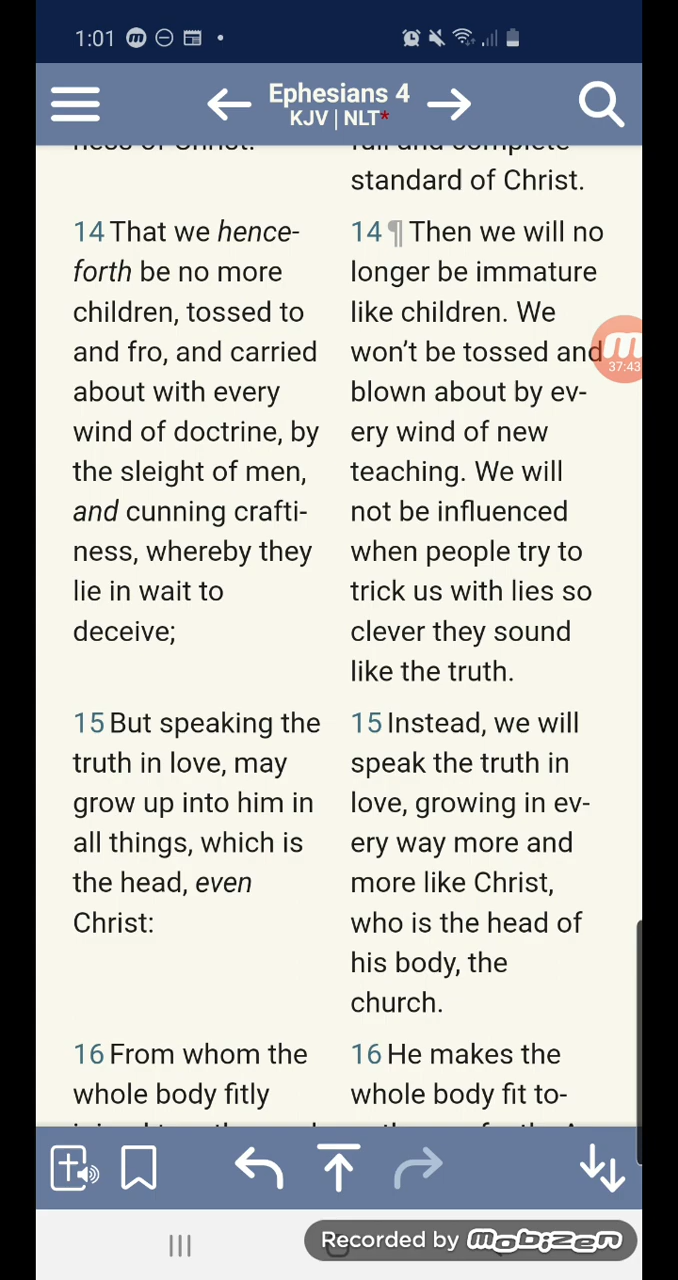 1:01
Ephesians 4
KJV | NLT*
ness of Christ.
14 That we hence-
forth be no more
children, tossed to
and fro, and carried
about with every
wind of doctrine, by
the sleight of men,
and cunning crafti-
ness, whereby they
lie in wait to
deceive;
15 But speaking the
truth in love, may
grow up into him in
all things, which is
the head, even
Christ:
16 From whom the
whole body fitly
full and complete
standard of Christ.
14 ¶ Then we will no
longer be immature
like children. We
won’t be tossed and
blown about by ev-
ery wind of new
teaching. We will
not be influenced
when people try to
trick us with lies so
clever they sound
like the truth.
15 Instead, we will
speak the truth in
love, growing in ev-
ery way more and
more like Christ,
who is the head of
his body, the
church.
16 He makes the
whole body fit to-
37:43
Recorded by mobizen